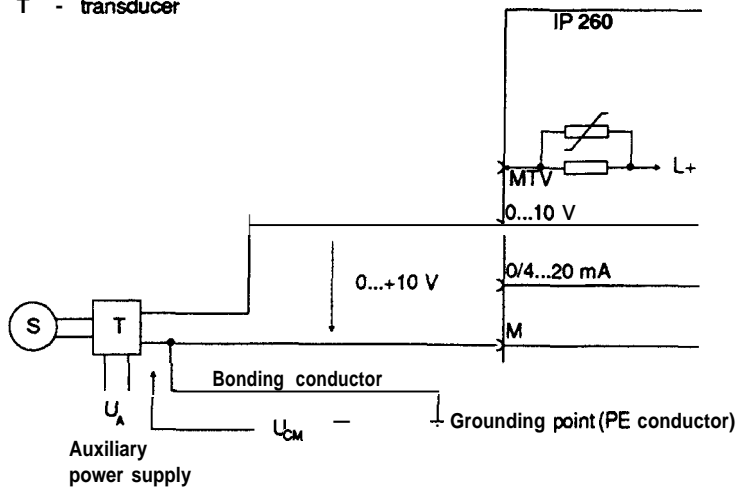 T - transducer
IP 260
L+
MTV
0...10 V
0...+10 V
0/4...20 mA
S
T
M
Bonding conductor
U_A
U_CM —
Grounding point (PE conductor)
Auxiliary
power supply